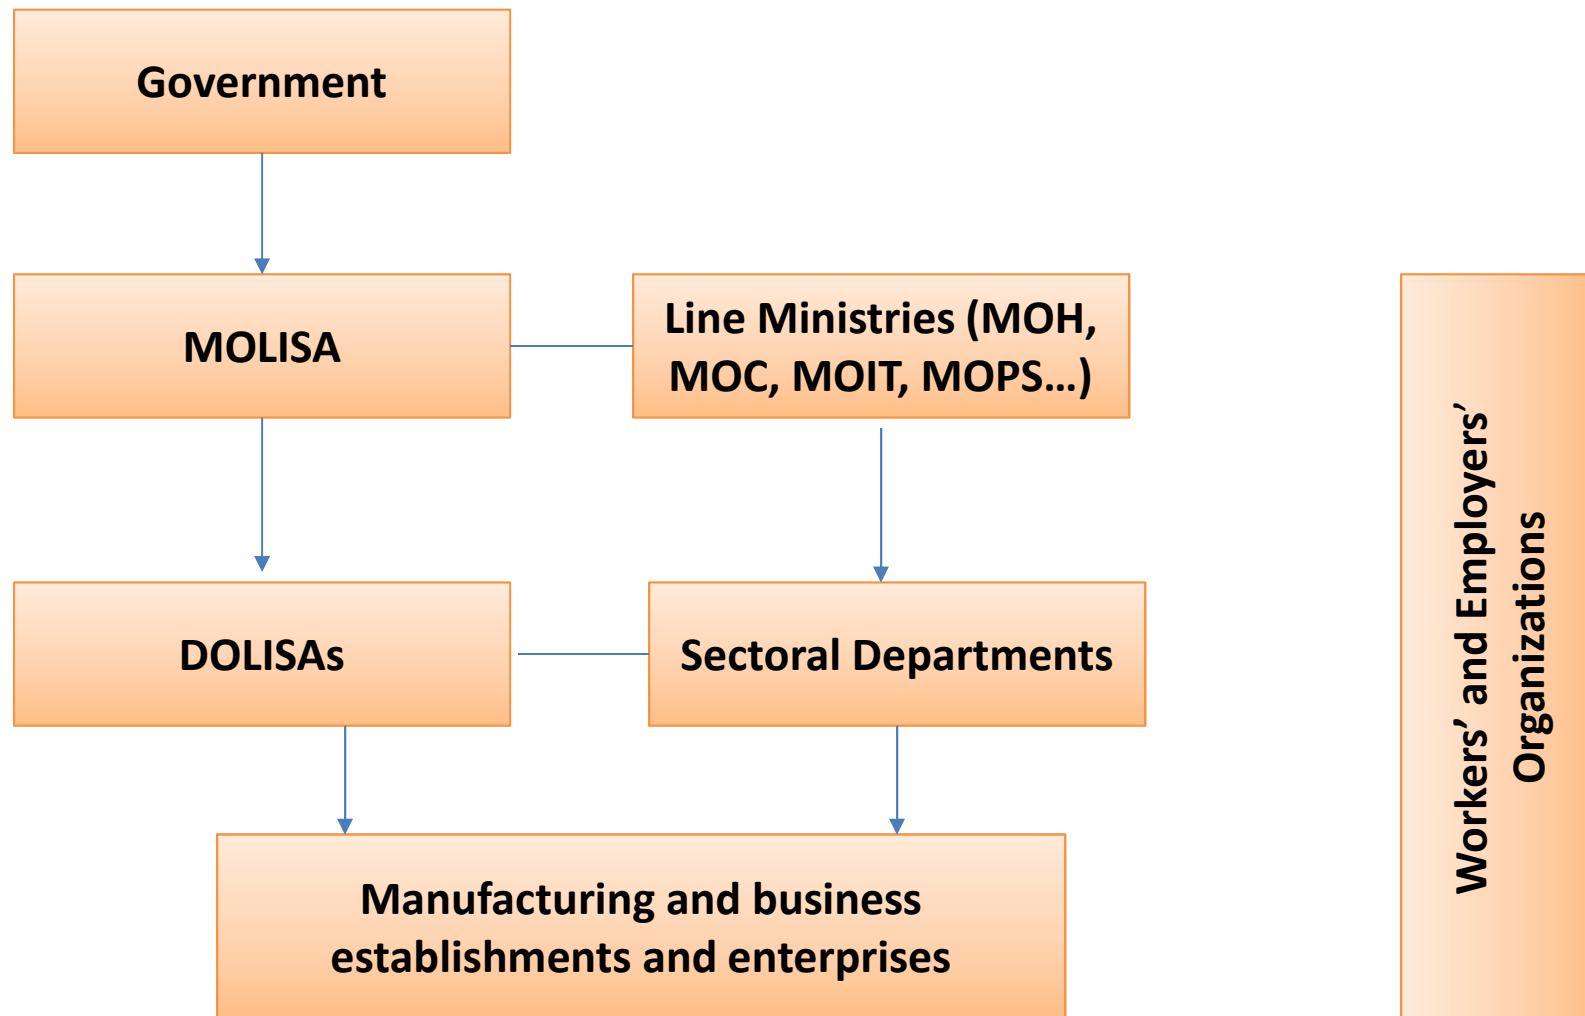 Government
MOLISA
Line Ministries (MOH,
MOC, MOIT, MOPS…)
DOLISAs
Sectoral Departments
Manufacturing and business
establishments and enterprises
Workers’ and Employers’
Organizations